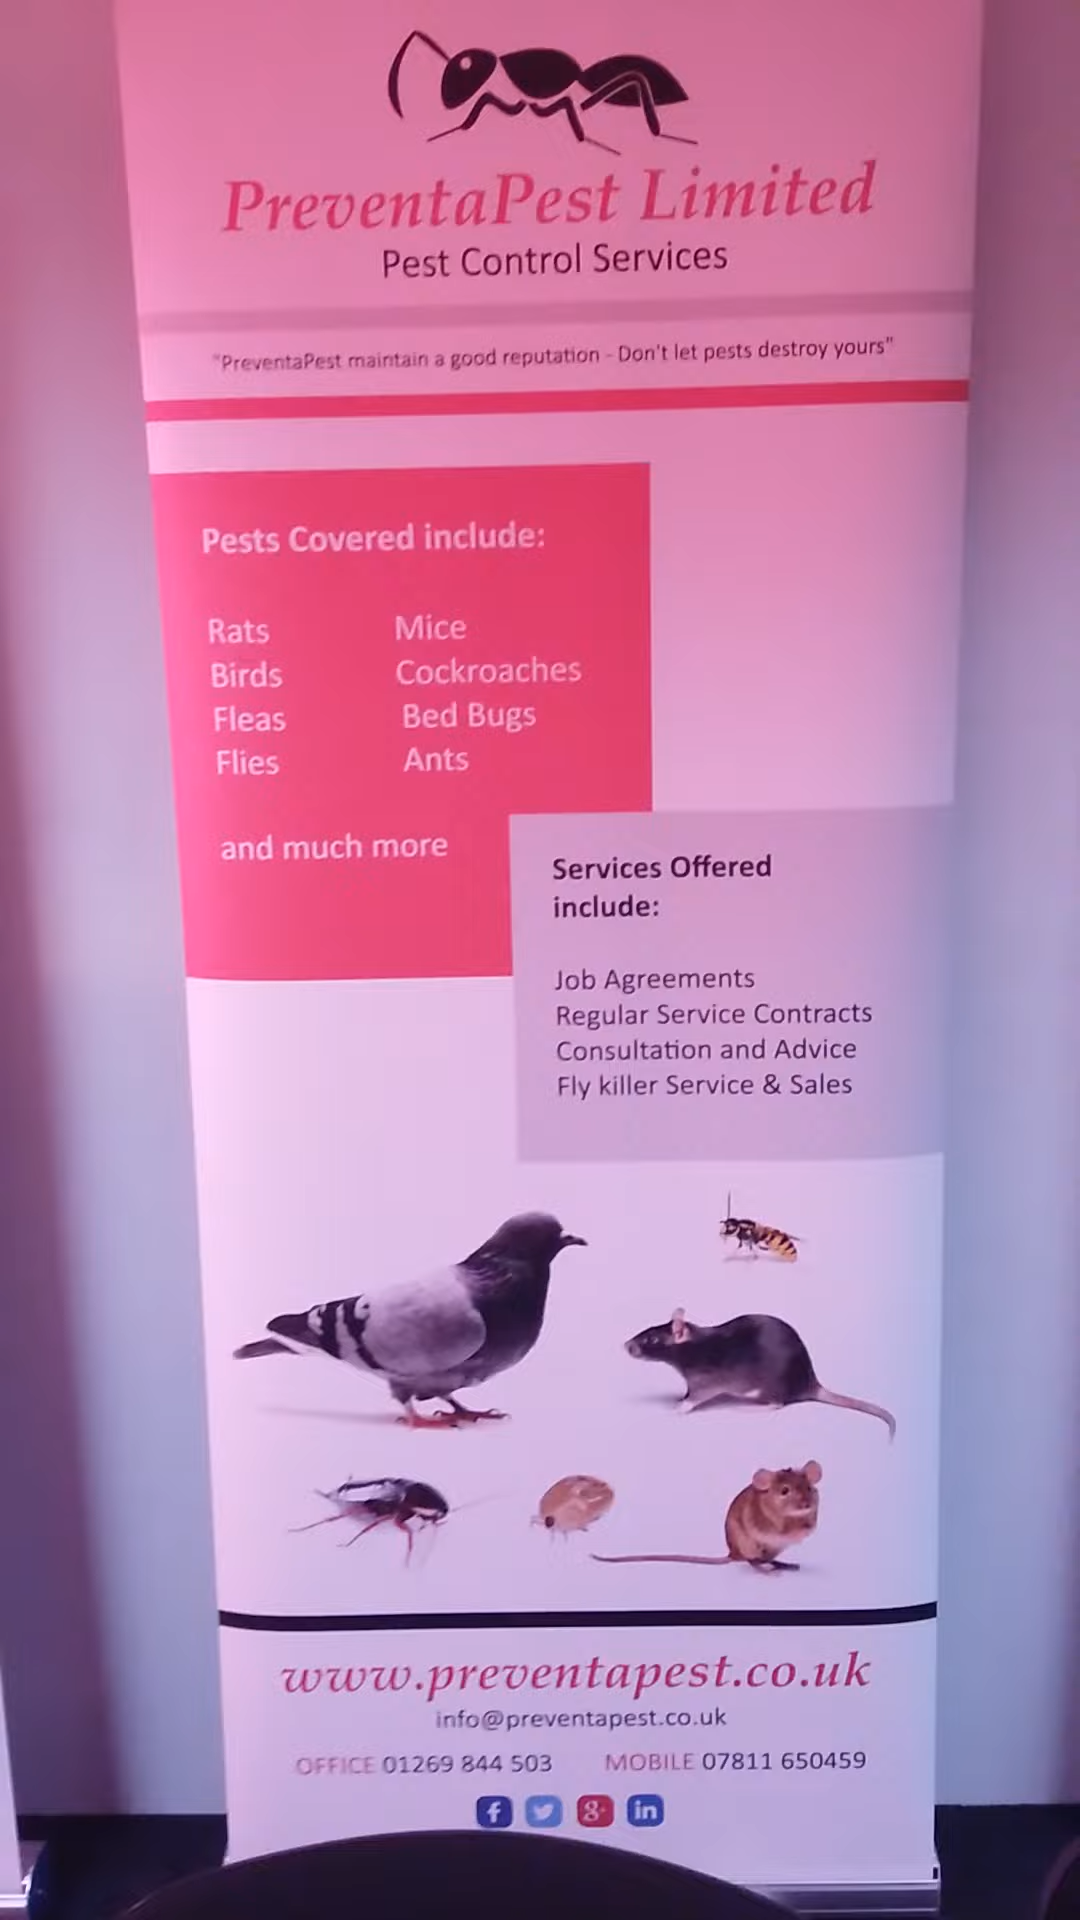 PreventaPest Limited
Pest Control Services
"PreventaPest maintain a good reputation - Don't let pests destroy yours"
Pests Covered include:
Rats Mice
Birds Cockroaches
Fleas Bed Bugs
Flies Ants
and much more
Services Offered
include:
Job Agreements
Regular Service Contracts
Consultation and Advice
Fly killer Service & Sales
www.preventapest.co.uk
info@preventapest.co.uk
OFFICE 01269 844 503 MOBILE 07811 650459
f g+ in